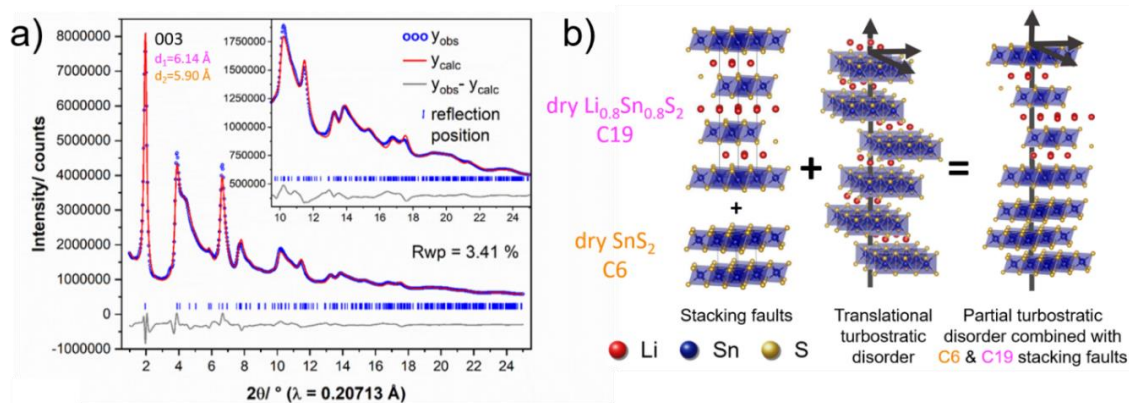 a)
8000000
7000000
6000000
5000000
4000000
3000000
2000000
1000000
0
-1000000
Intensity/ counts
003
d₁=6.14 Å
d₂=5.90 Å
1750000
1500000
1250000
1000000
750000
500000
10 12 14 16 18 20 22 24
yobs
ycalc
yobs- ycalc
reflection
position
Rwp = 3.41 %
2 4 6 8 10 12 14 16 18 20 22 24
2θ/ ° (λ = 0.20713 Å)
b)
dry Li0.8Sn0.8S2
C19
+
dry SnS2
C6
+
=
Stacking faults
Translational
turbostratic
disorder
Partial turbostratic
disorder combined with
C6 & C19 stacking faults
Li Sn S